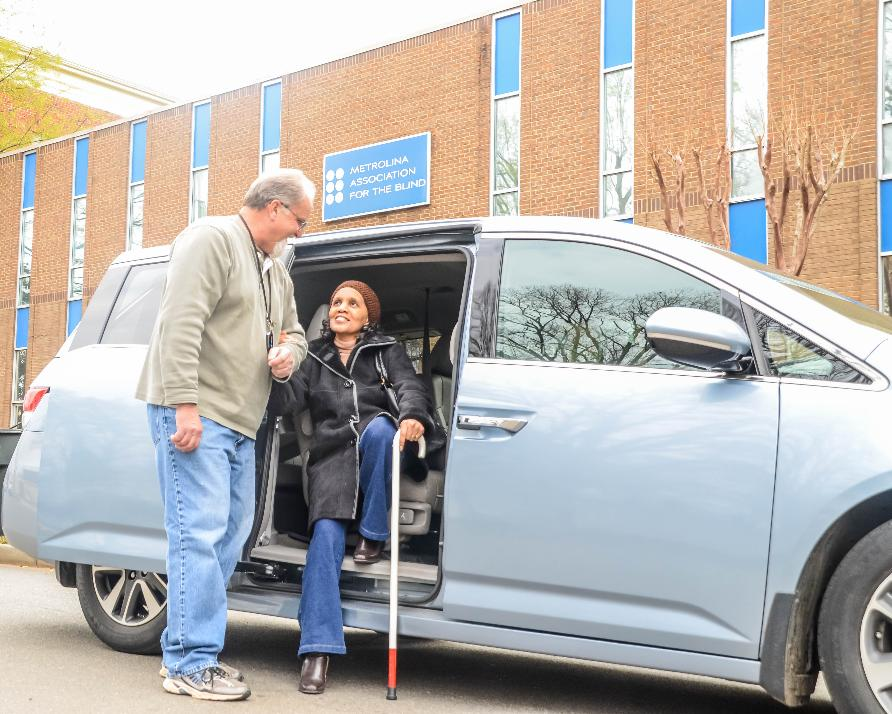 METROLINA
ASSOCIATION
FOR THE BLIND